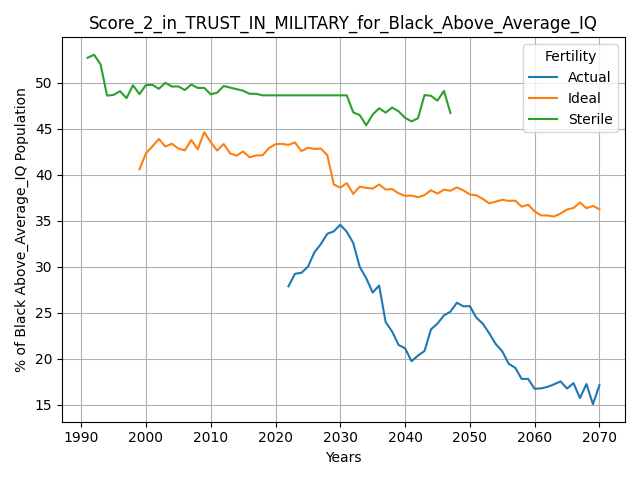 Score_2_in_TRUST_IN_MILITARY_for_Black_Above_Average_IQ
% of Black Above_Average_IQ Population
50
45
40
35
30
25
20
15
Fertility
Actual
Ideal
Sterile
1990 2000 2010 2020 2030 2040 2050 2060 2070
Years